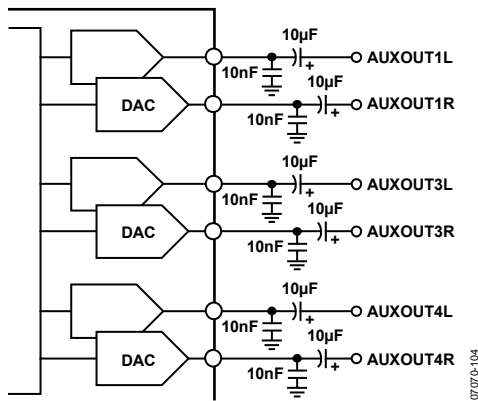 10μF
+ AUXOUT1L
10nF
10μF
DAC
+ AUXOUT1R
10nF
10μF
+ AUXOUT3L
10nF
10μF
DAC
+ AUXOUT3R
10nF
10μF
+ AUXOUT4L
10nF
10μF
DAC
+ AUXOUT4R
10nF
07070-104